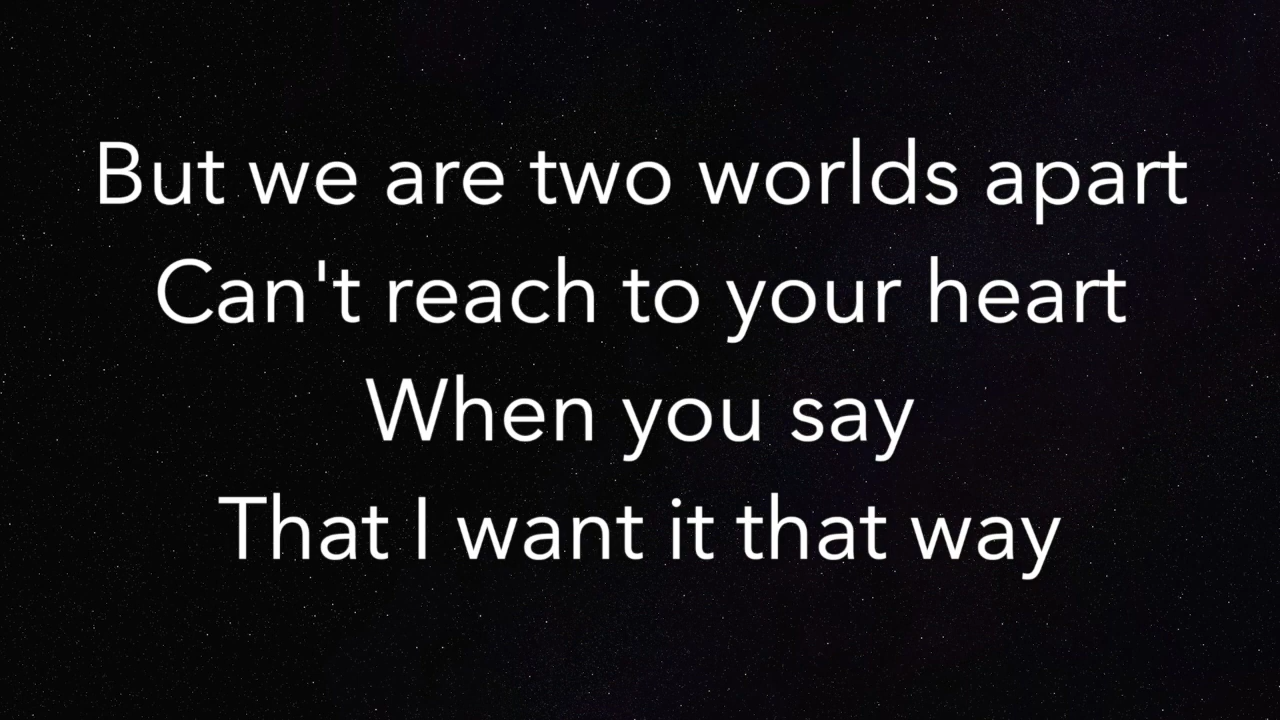 But we are two worlds apart
Can't reach to your heart
When you say
That I want it that way